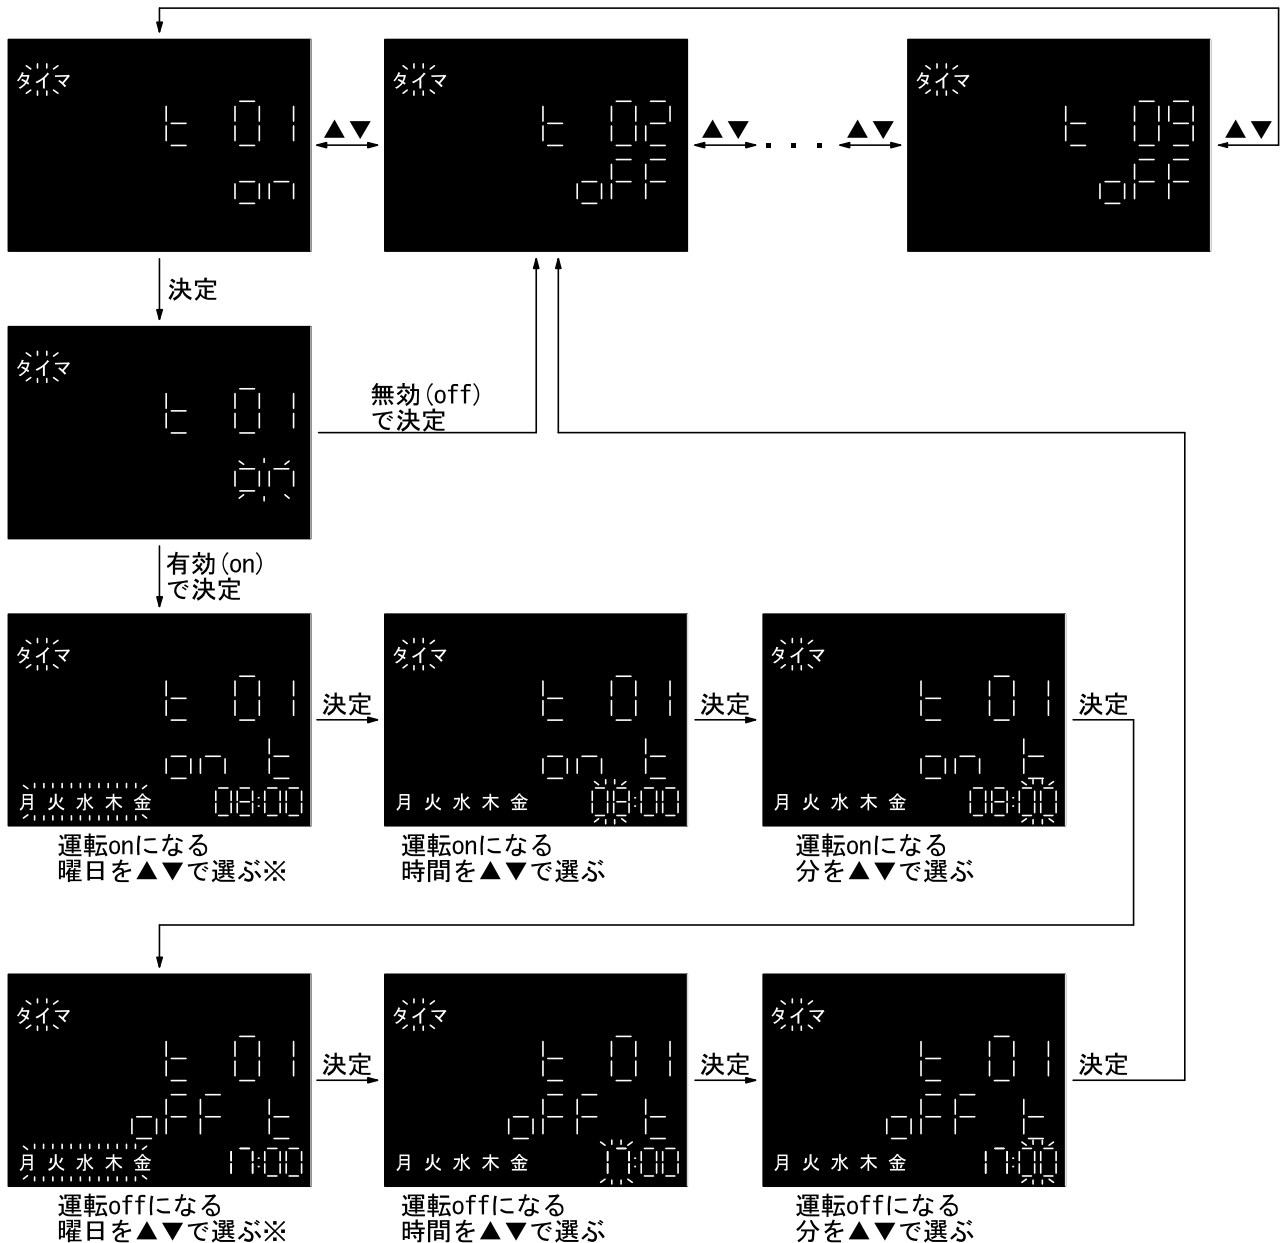 タイマ
t 01
on
▲▼
タイマ
t 02
oFF
▲▼
・・・
▲▼
タイマ
t 09
oFF
▲▼
決定
タイマ
t 01
on
無効(off)
で決定
有効(on)
で決定
タイマ
t 01
on t
月火水木金 08:00
決定
タイマ
t 01
on t
月火水木金 08:00
決定
タイマ
t 01
on t
月火水木金 08:00
決定
運転onになる
曜日を▲▼で選ぶ※
運転onになる
時間を▲▼で選ぶ
運転onになる
分を▲▼で選ぶ
タイマ
t 01
oFF t
月火水木金 17:00
決定
タイマ
t 01
oFF t
月火水木金 17:00
決定
タイマ
t 01
oFF t
月火水木金 17:00
決定
運転offになる
曜日を▲▼で選ぶ※
運転offになる
時間を▲▼で選ぶ
運転offになる
分を▲▼で選ぶ